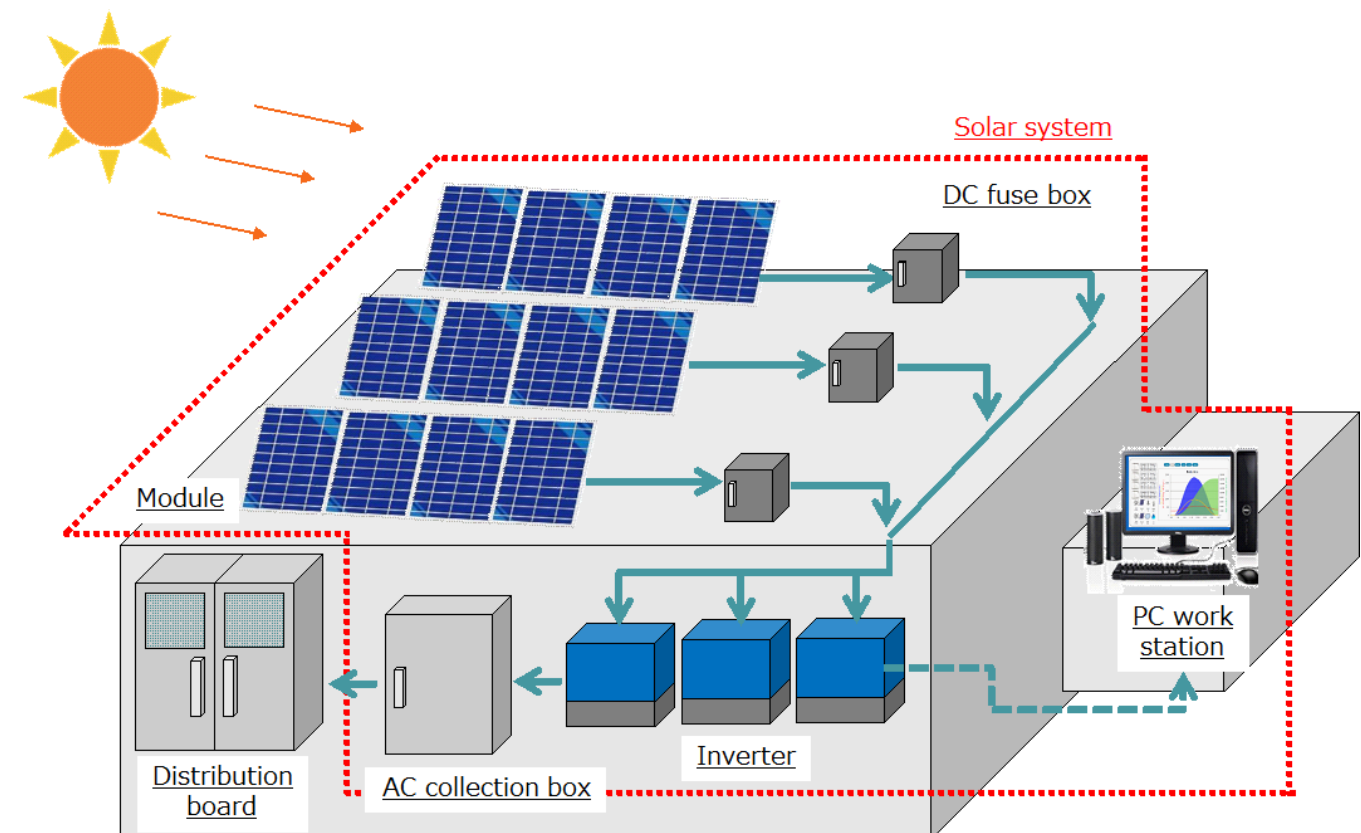 Solar system
DC fuse box
Module
PC work
station
Inverter
Distribution
board
AC collection box